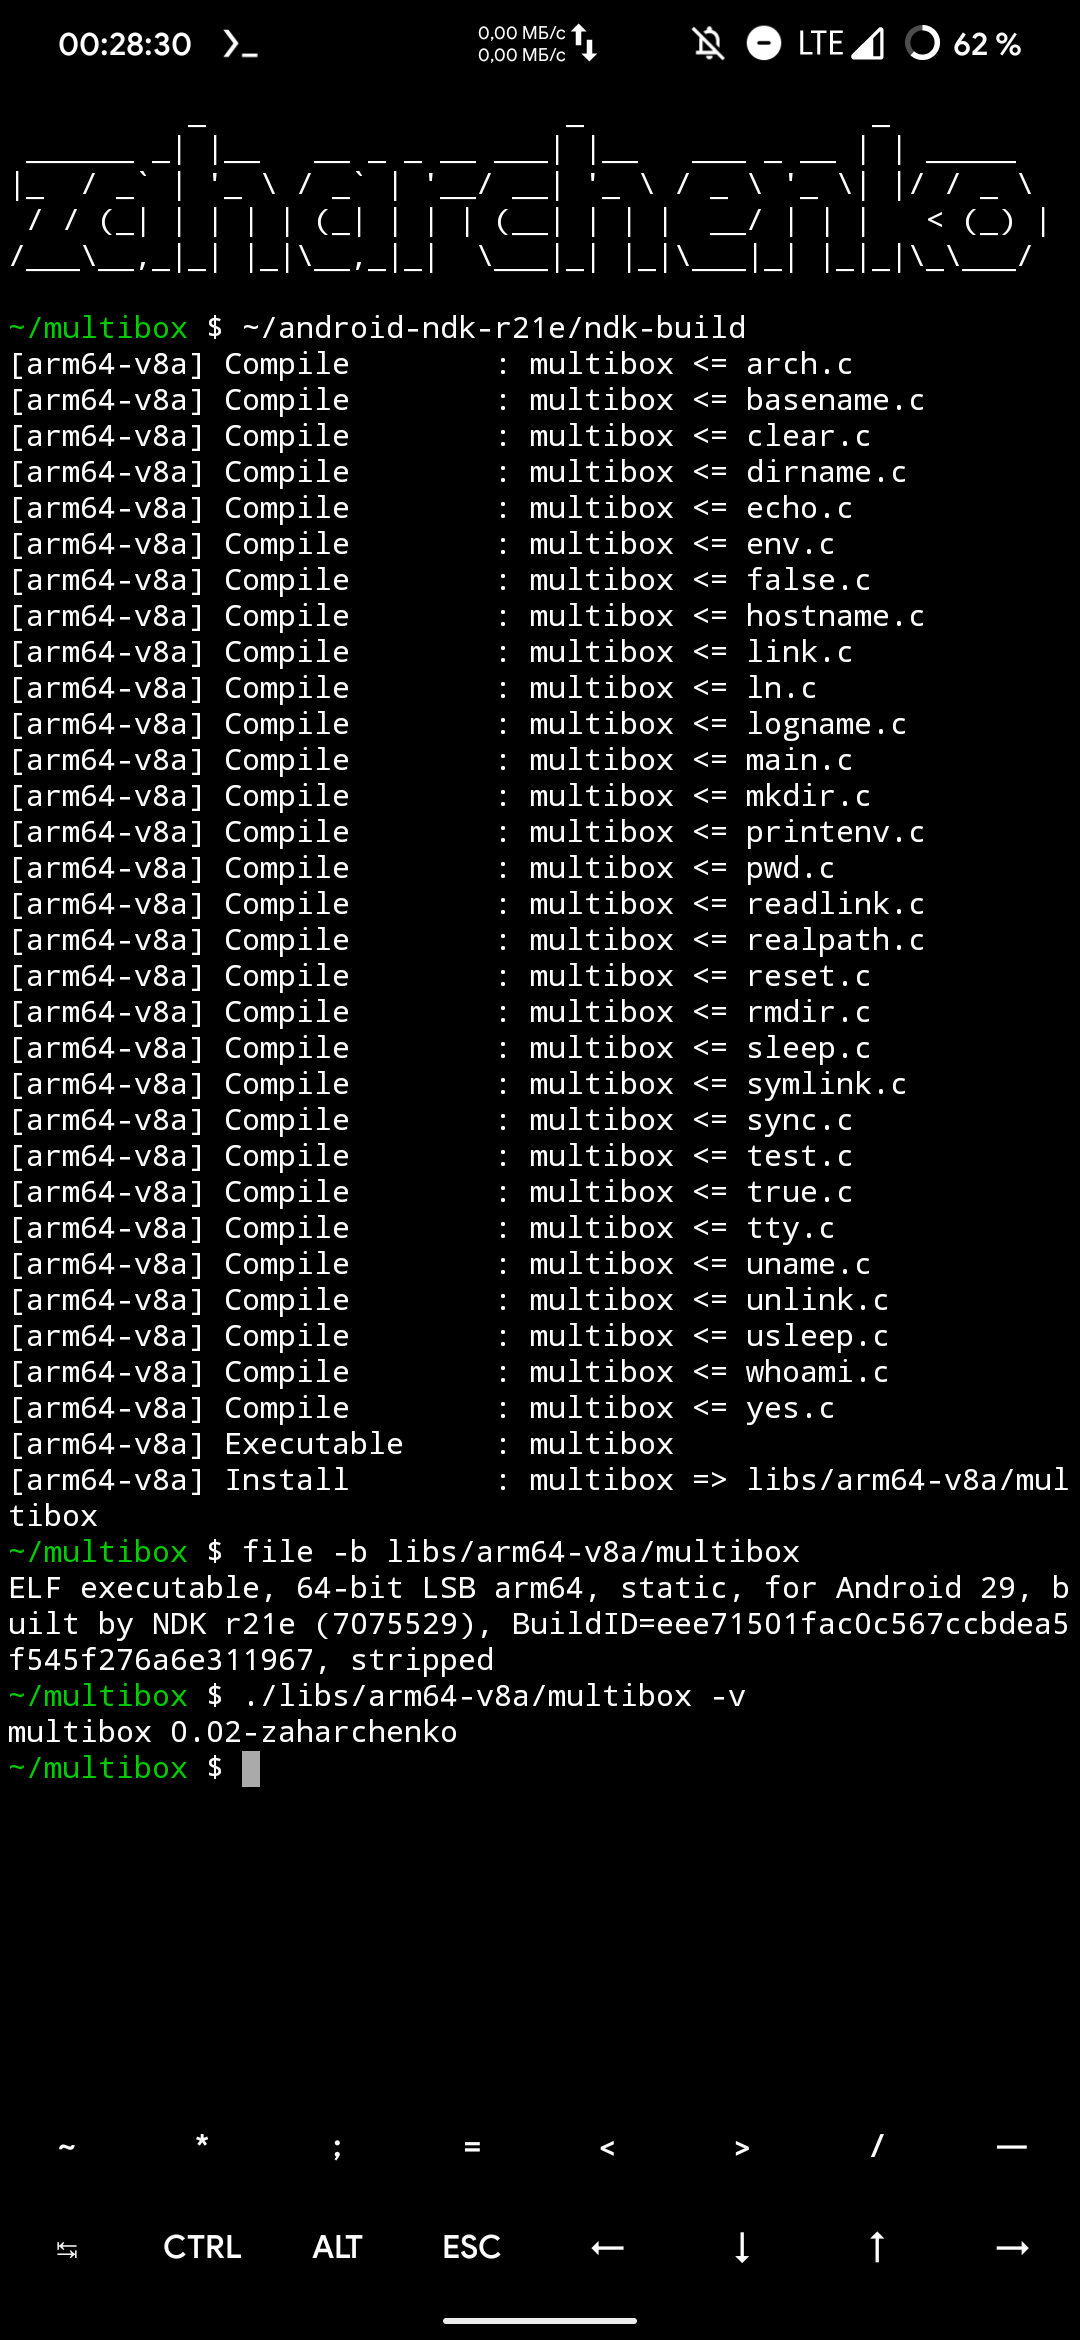 00:28:30 0,00 МБ/с LTE 62 %
0,00 МБ/с
zaharchenko
~/multibox $ ~/android-ndk-r21e/ndk-build
[arm64-v8a] Compile        : multibox <= arch.c
[arm64-v8a] Compile        : multibox <= basename.c
[arm64-v8a] Compile        : multibox <= clear.c
[arm64-v8a] Compile        : multibox <= dirname.c
[arm64-v8a] Compile        : multibox <= echo.c
[arm64-v8a] Compile        : multibox <= env.c
[arm64-v8a] Compile        : multibox <= false.c
[arm64-v8a] Compile        : multibox <= hostname.c
[arm64-v8a] Compile        : multibox <= link.c
[arm64-v8a] Compile        : multibox <= ln.c
[arm64-v8a] Compile        : multibox <= logname.c
[arm64-v8a] Compile        : multibox <= main.c
[arm64-v8a] Compile        : multibox <= mkdir.c
[arm64-v8a] Compile        : multibox <= printenv.c
[arm64-v8a] Compile        : multibox <= pwd.c
[arm64-v8a] Compile        : multibox <= readlink.c
[arm64-v8a] Compile        : multibox <= realpath.c
[arm64-v8a] Compile        : multibox <= reset.c
[arm64-v8a] Compile        : multibox <= rmdir.c
[arm64-v8a] Compile        : multibox <= sleep.c
[arm64-v8a] Compile        : multibox <= symlink.c
[arm64-v8a] Compile        : multibox <= sync.c
[arm64-v8a] Compile        : multibox <= test.c
[arm64-v8a] Compile        : multibox <= true.c
[arm64-v8a] Compile        : multibox <= tty.c
[arm64-v8a] Compile        : multibox <= uname.c
[arm64-v8a] Compile        : multibox <= unlink.c
[arm64-v8a] Compile        : multibox <= usleep.c
[arm64-v8a] Compile        : multibox <= whoami.c
[arm64-v8a] Compile        : multibox <= yes.c
[arm64-v8a] Executable     : multibox
[arm64-v8a] Install        : multibox => libs/arm64-v8a/mul
tibox
~/multibox $ file -b libs/arm64-v8a/multibox
ELF executable, 64-bit LSB arm64, static, for Android 29, b
uilt by NDK r21e (7075529), BuildID=eee71501fac0c567ccbdea5
f545f276a6e311967, stripped
~/multibox $ ./libs/arm64-v8a/multibox -v
multibox 0.02-zaharchenko
~/multibox $
~ * ; = < > / —
↹ CTRL ALT ESC ← ↓ ↑ →